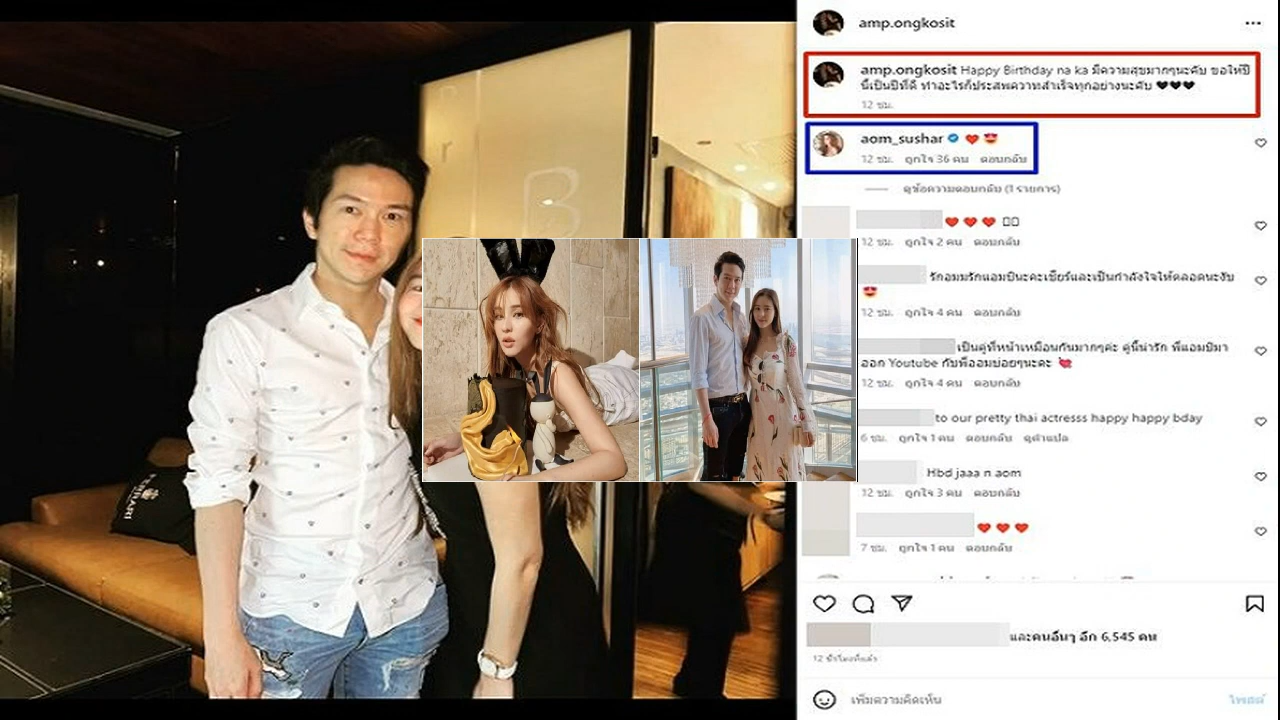 amp.ongkosit
amp.ongkosit Happy Birthday na ka มีความสุขมากๆนะคับ ขอให้ปี
นี้เป็นปีที่ดี ทำอะไรก็ประสพความสำเร็จทุกอย่างนะคับ 🖤🖤🖤
12 ชม.
aom_sushar ❤️ 😍
12 ชม. ถูกใจ 36 คน ตอบกลับ
ดูข้อความตอบกลับ (1 รายการ)
❤️ ❤️ ❤️
12 ชม. ถูกใจ 2 คน ตอบกลับ
รักออมมรักแอมป์นะคะเชียร์และเป็นกำลังใจให้ตลอดนะงับ
😍
12 ชม. ถูกใจ 4 คน ตอบกลับ
เป็นคู่ที่หน้าเหมือนกันมากๆค่ะ คู่นี้น่ารัก พี่แอมป์มา
ออก Youtube กับพี่ออมบ่อยๆนะคะ 💘
12 ชม. ถูกใจ 4 คน ตอบกลับ
to our pretty thai actresss happy happy bday
6 ชม. ถูกใจ 1 คน ตอบกลับ ดูคำแปล
Hbd jaaa n aom
12 ชม. ถูกใจ 3 คน ตอบกลับ
❤️ ❤️ ❤️
7 ชม. ถูกใจ 1 คน ตอบกลับ
และคนอื่นๆ อีก 6,545 คน
12 ชั่วโมงที่แล้ว
เพิ่มความคิดเห็น
โพสต์